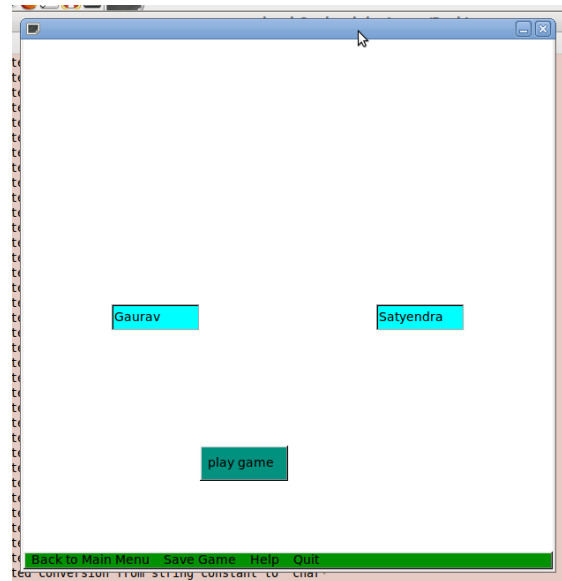 Gaurav Satyendra
play game
Back to Main Menu Save Game Help Quit
ted conversion from string constant to 'char